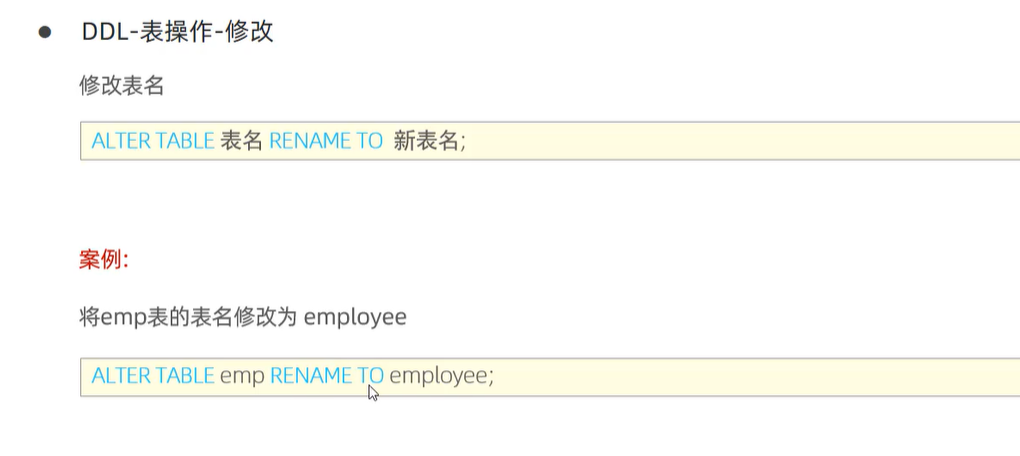 ● DDL-表操作-修改
修改表名
ALTER TABLE 表名 RENAME TO 新表名;
案例:
将emp表的表名修改为 employee
ALTER TABLE emp RENAME TO employee;